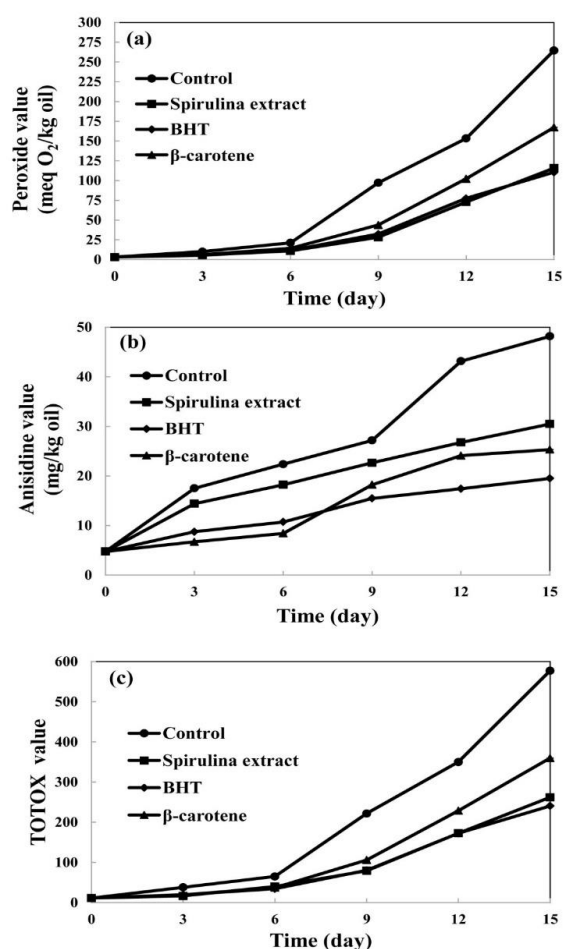 (a)
Peroxide value
(meq O₂/kg oil)
300
275
250
225
200
175
150
125
100
75
50
25
0
Control
Spirulina extract
BHT
β-carotene
0 3 6 9 12 15
Time (day)
(b)
Anisidine value
(mg/kg oil)
50
40
30
20
10
0
Control
Spirulina extract
BHT
β-carotene
0 3 6 9 12 15
Time (day)
(c)
TOTOX value
600
500
400
300
200
100
0
Control
Spirulina extract
BHT
β-carotene
0 3 6 9 12 15
Time (day)